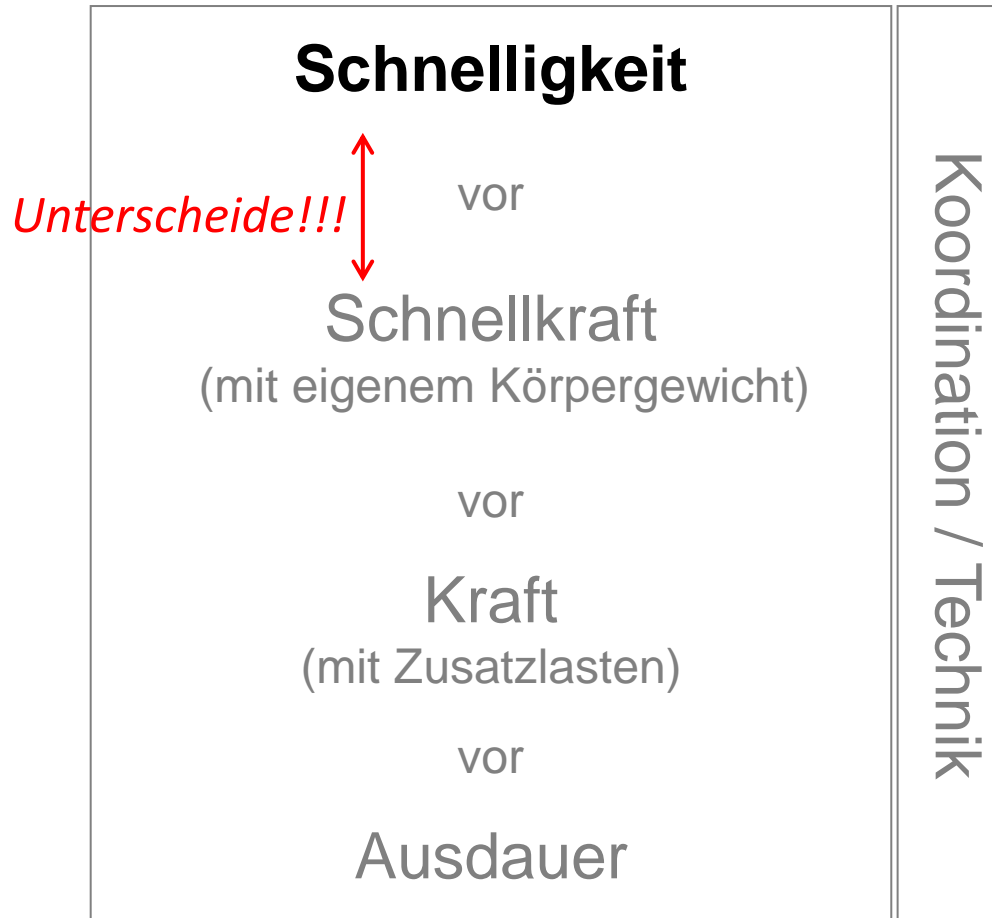 Schnelligkeit
vor
Unterscheide!!!
Schnellkraft
(mit eigenem Körpergewicht)
vor
Kraft
(mit Zusatzlasten)
vor
Ausdauer
Koordination / Technik